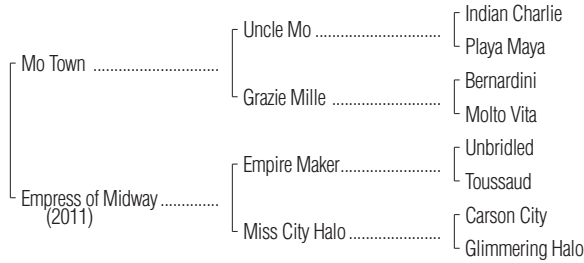 Indian Charlie
Uncle Mo ................................
Playa Maya
Mo Town ................................
Bernardini
Grazie Mille ............................
Molto Vita
Unbridled
Empire Maker.........................
Toussaud
Empress of Midway ..............
(2011)
Carson City
Miss City Halo .......................
Glimmering Halo